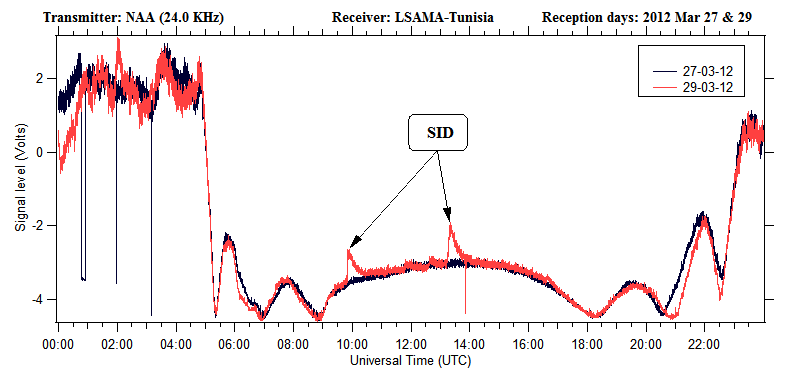 Transmitter: NAA (24.0 KHz) Receiver: LSAMA-Tunisia Reception days: 2012 Mar 27 & 29
27-03-12
29-03-12
SID
Signal level (Volts)
2
0
-2
-4
00:00 02:00 04:00 06:00 08:00 10:00 12:00 14:00 16:00 18:00 20:00 22:00
Universal Time (UTC)